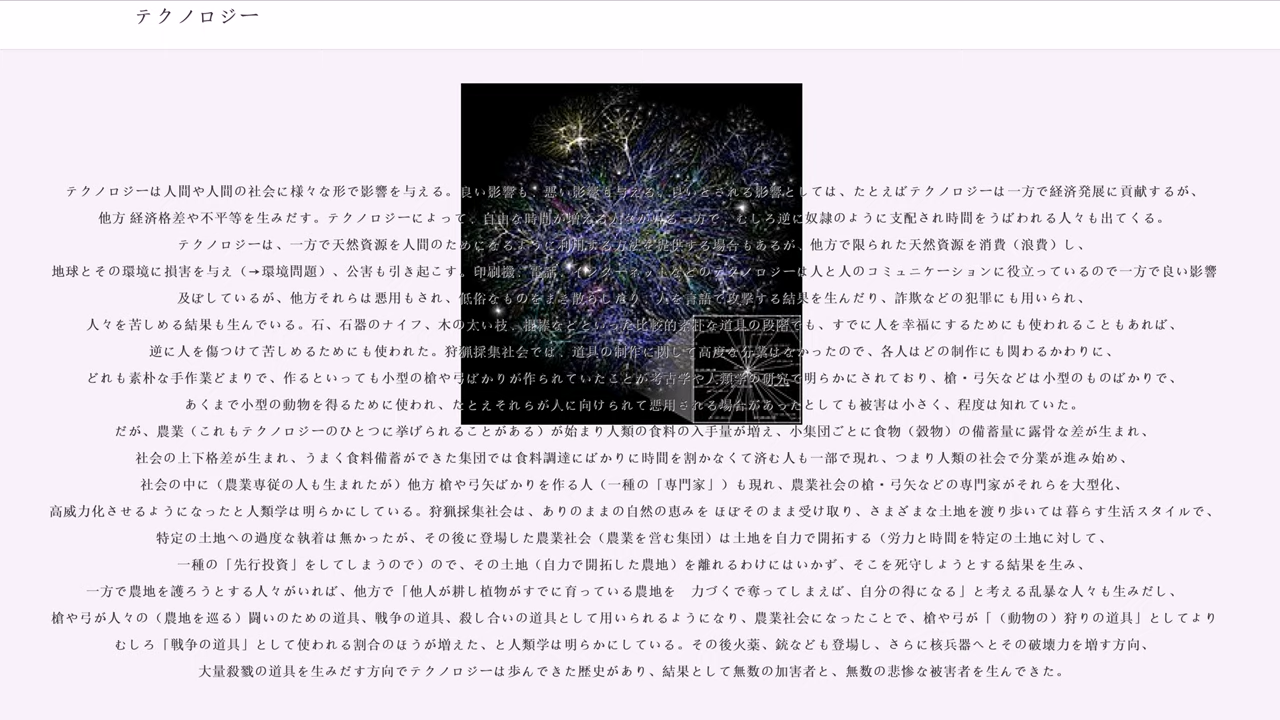 テクノロジー
テクノロジーは人間や人間の社会に様々な形で影響を与える。良い影響も、悪い影響も与える。良いとされる影響としては、たとえばテクノロジーは一方で経済発展に貢献するが、
他方 経済格差や不平等を生みだす。テクノロジーによって、自由な時間が増える方々がいる一方で、むしろ逆に奴隷のように支配され時間をうばわれる人々も出てくる。
テクノロジーは、一方で天然資源を人間のためになるように利用する方法を提供する場合もあるが、他方で限られた天然資源を消費（浪費）し、
地球とその環境に損害を与え（→環境問題）、公害も引き起こす。印刷機、電話、インターネットなどのテクノロジーは人と人のコミュニケーションに役立っているので一方で良い影響
及ぼしているが、他方それらは悪用もされ、低俗なものをまき散らしたり、人を言語で攻撃する結果を生んだり、詐欺などの犯罪にも用いられ、
人々を苦しめる結果も生んでいる。石、石器のナイフ、木の太い枝、棍棒などといった比較的素朴な道具の段階でも、すでに人を幸福にするためにも使われることもあれば、
逆に人を傷つけて苦しめるためにも使われた。狩猟採集社会では、道具の制作に関して高度な分業はなかったので、各人はどの制作にも関わるかわりに、
どれも素朴な手作業どまりで、作るといっても小型の槍や弓ばかりが作られていたことが考古学や人類学の研究で明らかにされており、槍・弓矢などは小型のものばかりで、
あくまで小型の動物を得るために使われ、たとえそれらが人に向けられて悪用される場合があったとしても被害は小さく、程度は知れていた。
だが、農業（これもテクノロジーのひとつに挙げられることがある）が始まり人類の食料の入手量が増え、小集団ごとに食物（穀物）の備蓄量に露骨な差が生まれ、
社会の上下格差が生まれ、うまく食料備蓄ができた集団では食料調達にばかりに時間を割かなくて済む人も一部で現れ、つまり人類の社会で分業が進み始め、
社会の中に（農業専従の人も生まれたが）他方 槍や弓矢ばかりを作る人（一種の「専門家」）も現れ、農業社会の槍・弓矢などの専門家がそれらを大型化、
高威力化させるようになったと人類学は明らかにしている。狩猟採集社会は、ありのままの自然の恵みを ほぼそのまま受け取り、さまざまな土地を渡り歩いては暮らす生活スタイルで、
特定の土地への過度な執着は無かったが、その後に登場した農業社会（農業を営む集団）は土地を自力で開拓する（労力と時間を特定の土地に対して、
一種の「先行投資」をしてしまうので）ので、その土地（自力で開拓した農地）を離れるわけにはいかず、そこを死守しようとする結果を生み、
一方で農地を護ろうとする人々がいれば、他方で「他人が耕し植物がすでに育っている農地を　力づくで奪ってしまえば、自分の得になる」と考える乱暴な人々も生みだし、
槍や弓が人々の（農地を巡る）闘いのための道具、戦争の道具、殺し合いの道具として用いられるようになり、農業社会になったことで、槍や弓が「（動物の）狩りの道具」としてより
むしろ「戦争の道具」として使われる割合のほうが増えた、と人類学は明らかにしている。その後火薬、銃なども登場し、さらに核兵器へとその破壊力を増す方向、
大量殺戮の道具を生みだす方向でテクノロジーは歩んできた歴史があり、結果として無数の加害者と、無数の悲惨な被害者を生んできた。